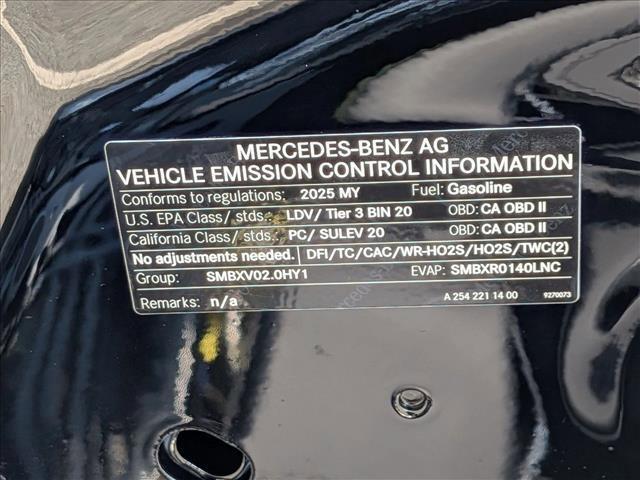 MERCEDES-BENZ AG
VEHICLE EMISSION CONTROL INFORMATION
Conforms to regulations: 2025 MY Fuel: Gasoline
U.S. EPA Class/ stds.: LDV/ Tier 3 BIN 20 OBD: CA OBD II
California Class/ stds.: PC/ SULEV 20 OBD: CA OBD II
No adjustments needed. DFI/TC/CAC/WR-HO2S/HO2S/TWC(2)
Group: SMBXV02.0HY1 EVAP: SMBXR0140LNC
Remarks: n/a A 254 221 14 00 9270073